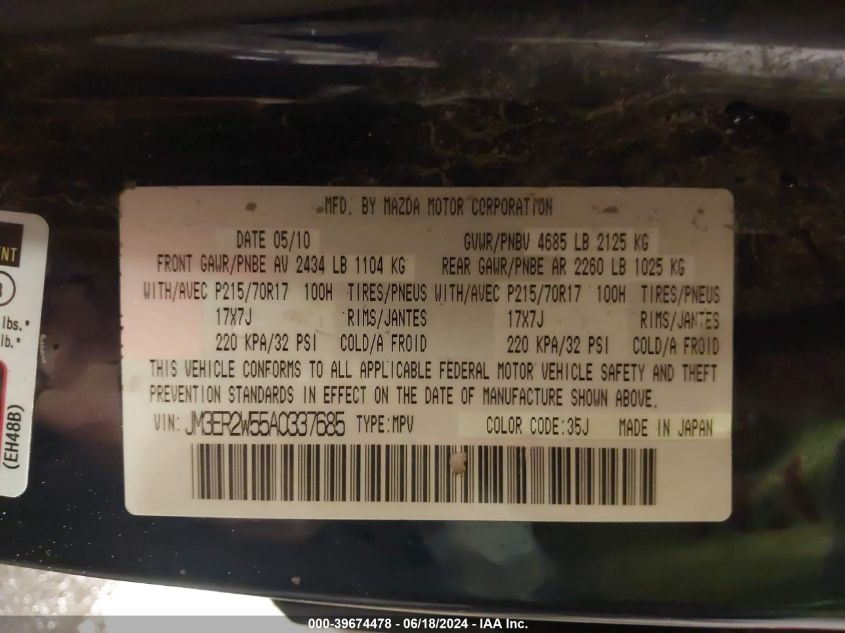 MFD. BY MAZDA MOTOR CORPORATION
DATE 05/10 GVWR/PNBV 4685 LB 2125 KG
FRONT GAWR/PNBE AV 2434 LB 1104 KG REAR GAWR/PNBE AR 2260 LB 1025 KG
WITH/AVEC P215/70R17 100H TIRES/PNEUS WITH/AVEC P215/70R17 100H TIRES/PNEUS
17X7J RIMS/JANTES 17X7J RIMS/JANTES
220 KPA/32 PSI COLD/A FROID 220 KPA/32 PSI COLD/A FROID
THIS VEHICLE CONFORMS TO ALL APPLICABLE FEDERAL MOTOR VEHICLE SAFETY AND THEFT
PREVENTION STANDARDS IN EFFECT ON THE DATE OF MANUFACTURE SHOWN ABOVE.
VIN: JM3ER2W55A0337685 TYPE:MPV COLOR CODE:35J MADE IN JAPAN
lbs.*
lb.*
(EH48B)
000-39674478 - 06/18/2024 - IAA Inc.